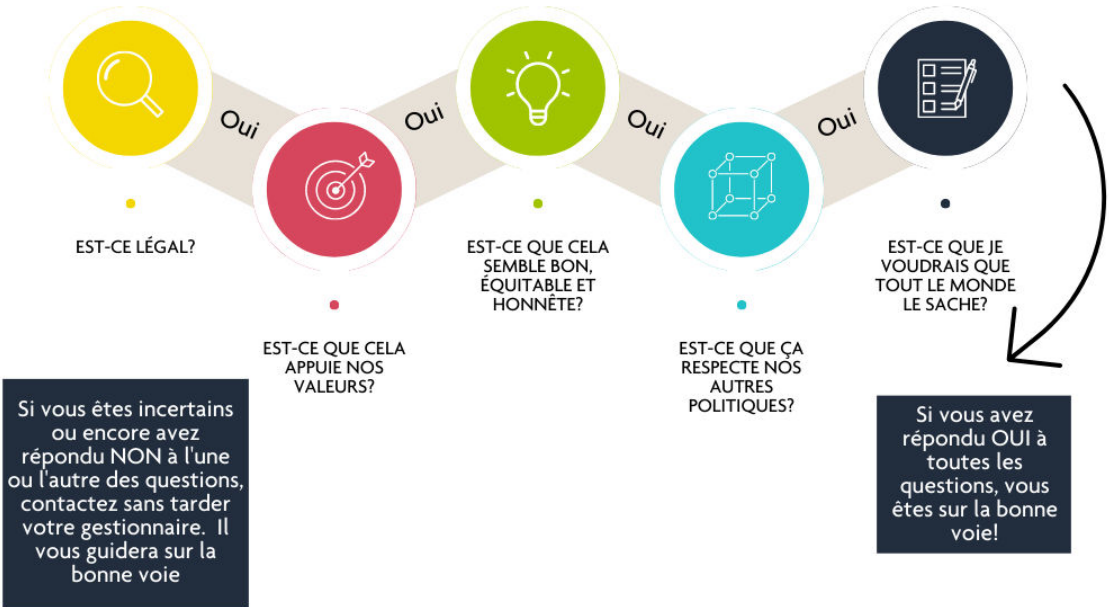 Oui
Oui
Oui
Oui
EST-CE LÉGAL?
EST-CE QUE CELA
APPUIE NOS
VALEURS?
EST-CE QUE CELA
SEMBLE BON,
ÉQUITABLE ET
HONNÊTE?
EST-CE QUE ÇA
RESPECTE NOS
AUTRES
POLITIQUES?
EST-CE QUE JE
VOUDRAIS QUE
TOUT LE MONDE
LE SACHE?
Si vous êtes incertains
ou encore avez
répondu NON à l'une
ou l'autre des questions,
contactez sans tarder
votre gestionnaire. Il
vous guidera sur la
bonne voie
Si vous avez
répondu OUI à
toutes les
questions, vous
êtes sur la bonne
voie!